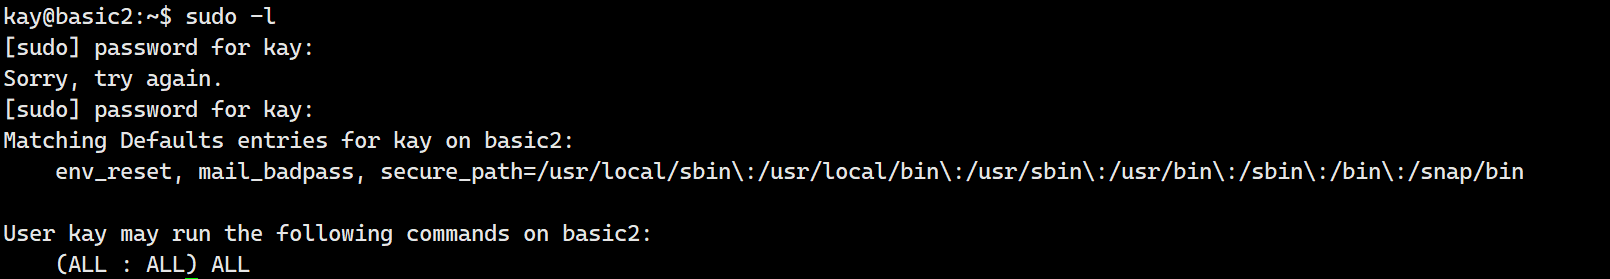 kay@basic2:~$ sudo -l
[sudo] password for kay:
Sorry, try again.
[sudo] password for kay:
Matching Defaults entries for kay on basic2:
    env_reset, mail_badpass, secure_path=/usr/local/sbin\:/usr/local/bin\:/usr/sbin\:/usr/bin\:/sbin\:/bin\:/snap/bin

User kay may run the following commands on basic2:
    (ALL : ALL) ALL